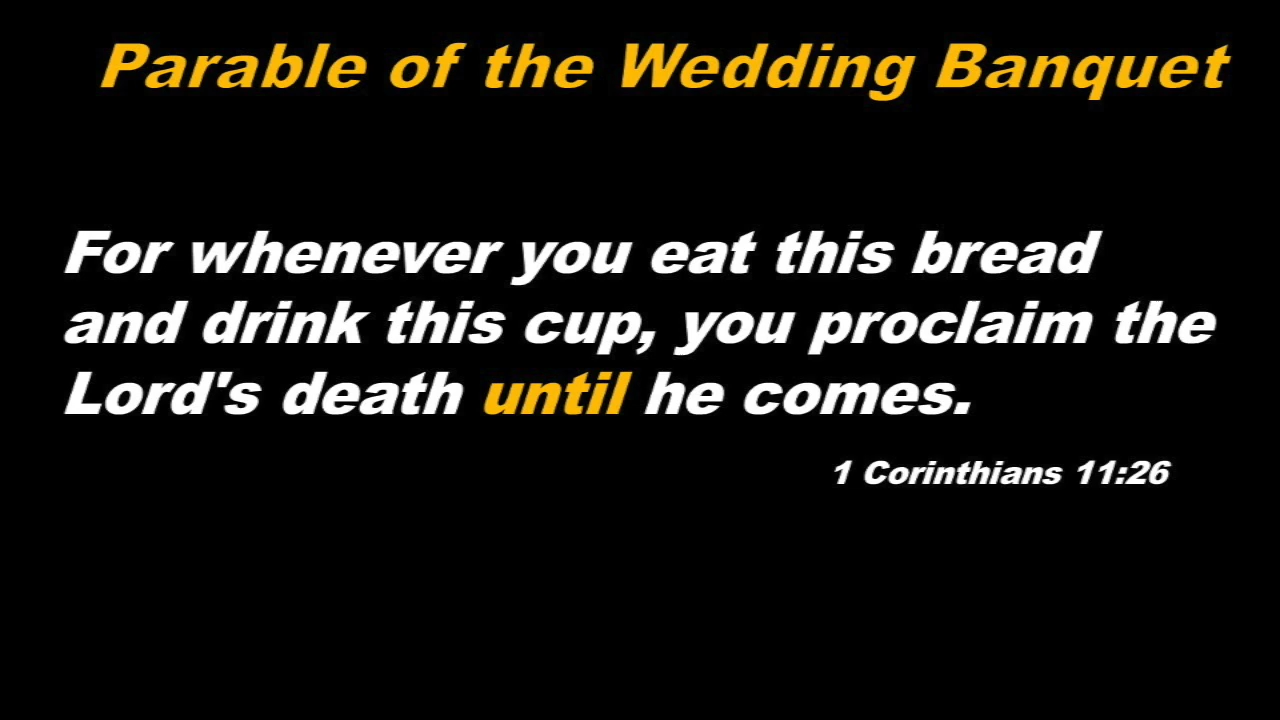 Parable of the Wedding Banquet
For whenever you eat this bread
and drink this cup, you proclaim the
Lord's death until he comes.
1 Corinthians 11:26